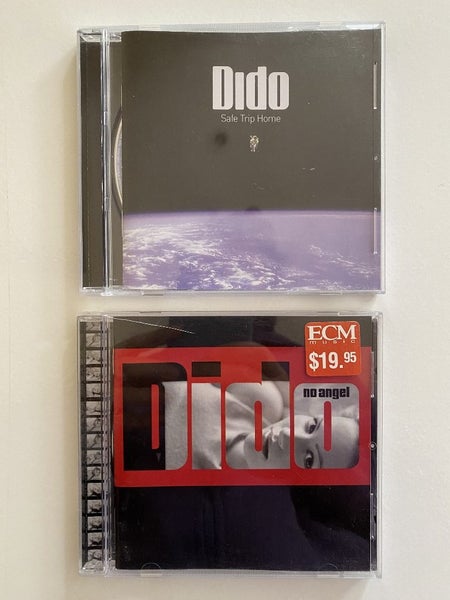 Dido
Safe Trip Home
ECM
music
$19.95
Dido
no angel